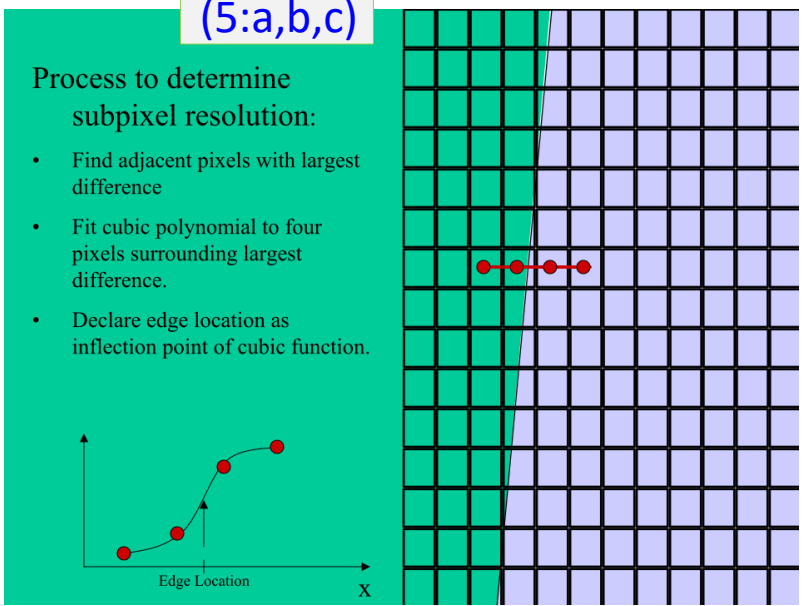 (5:a,b,c)
Process to determine
subpixel resolution:
• Find adjacent pixels with largest
difference
• Fit cubic polynomial to four
pixels surrounding largest
difference.
• Declare edge location as
inflection point of cubic function.
Edge Location
x